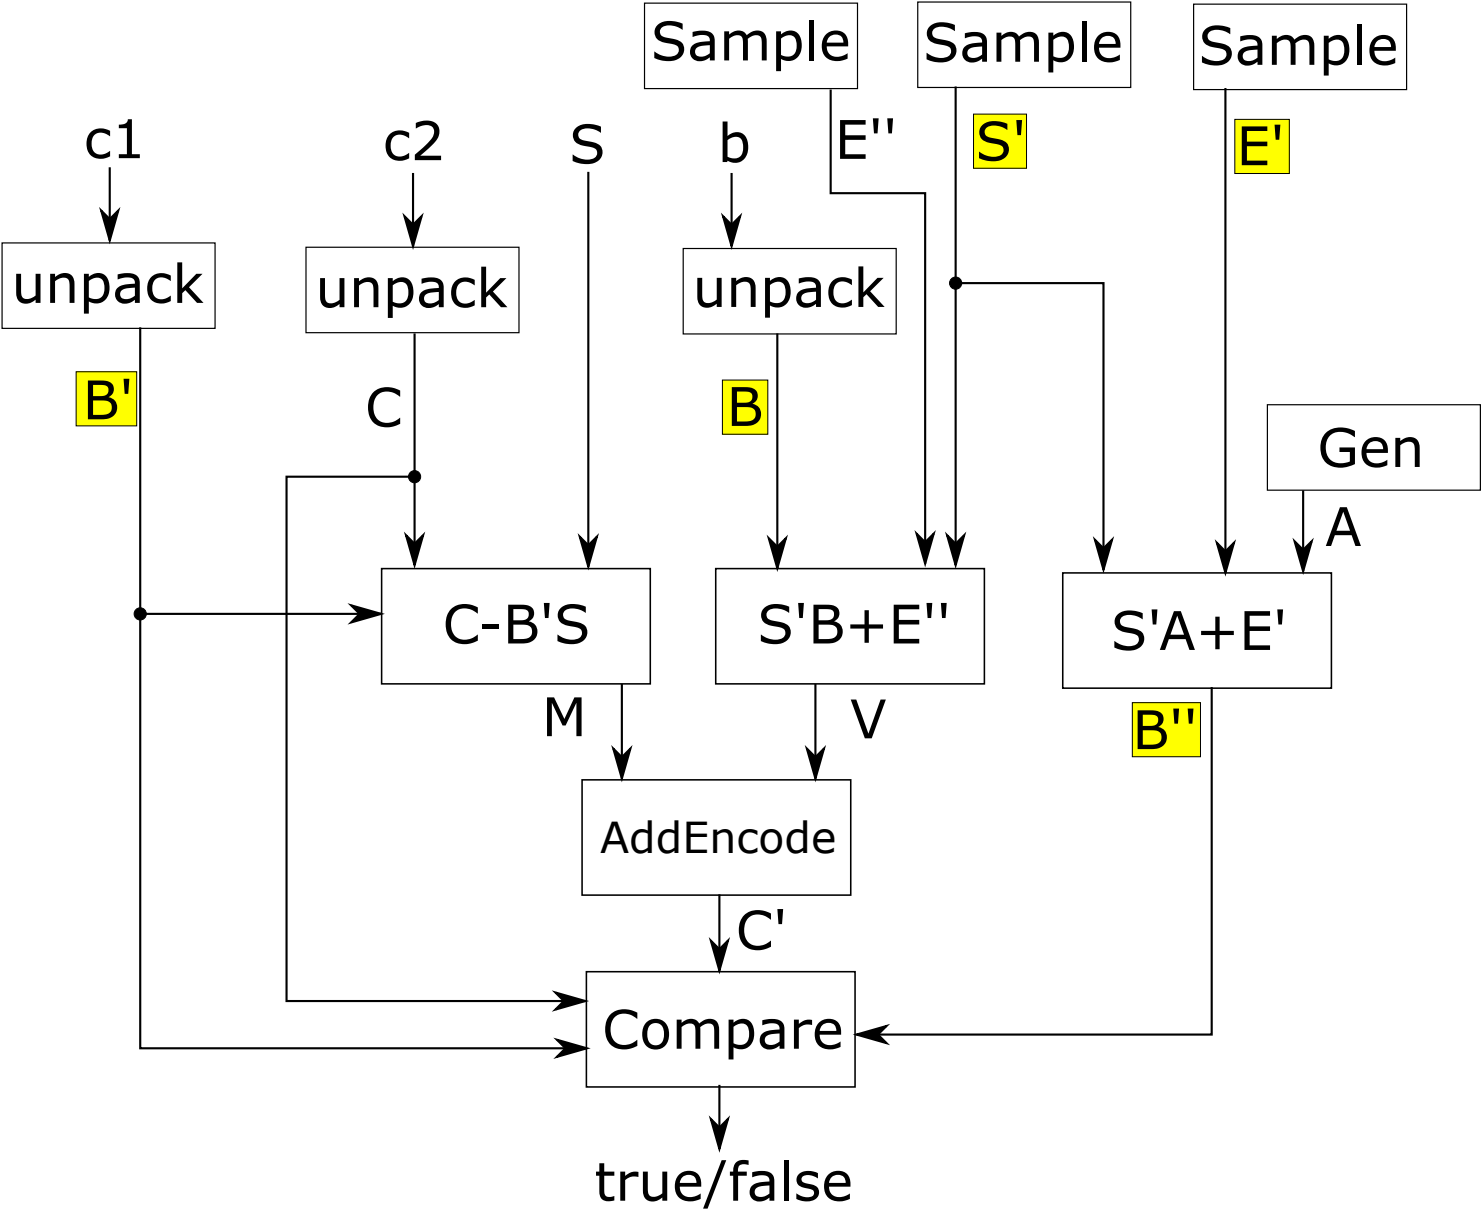 Sample
Sample
Sample
c1
c2
S
b
E''
S'
E'
unpack
unpack
unpack
B'
C
B
Gen
A
C-B'S
S'B+E''
S'A+E'
M
V
B''
AddEncode
C'
Compare
true/false